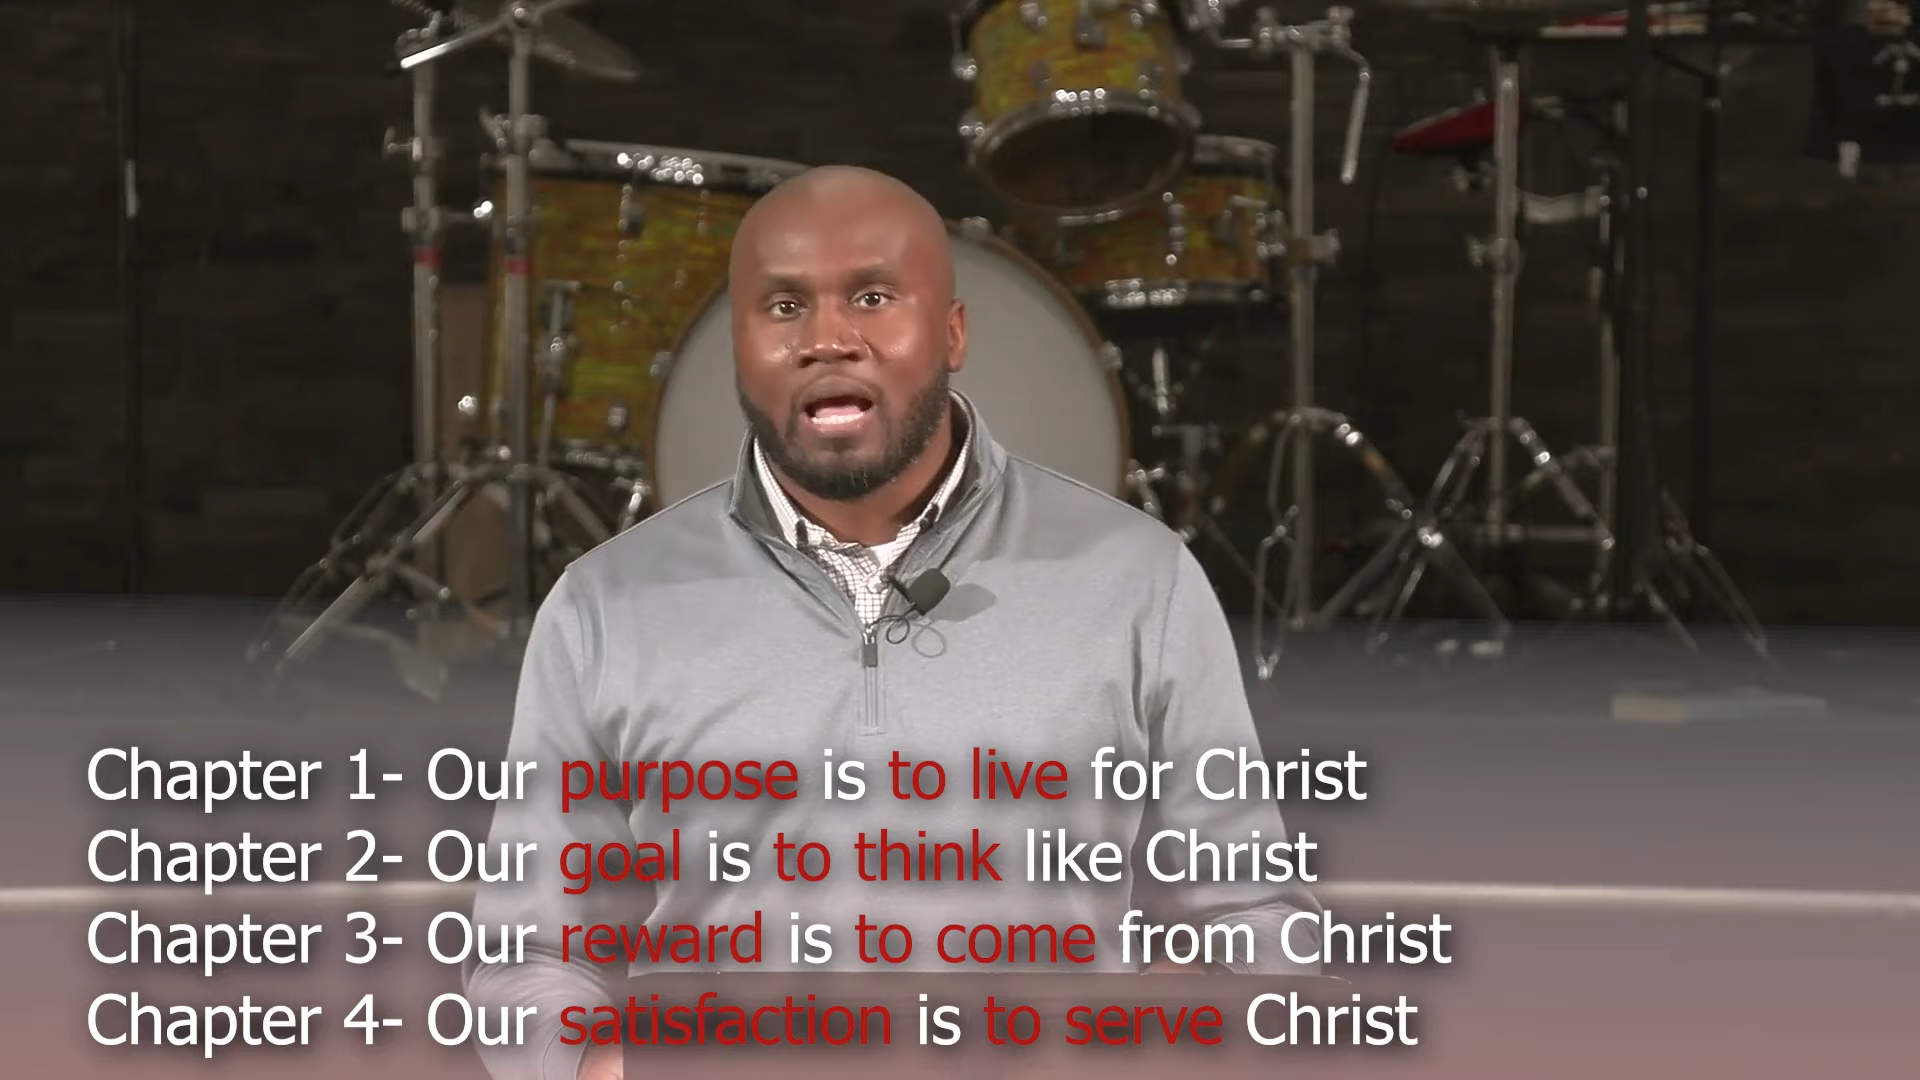 Chapter 1- Our purpose is to live for Christ
Chapter 2- Our goal is to think like Christ
Chapter 3- Our reward is to come from Christ
Chapter 4- Our satisfaction is to serve Christ